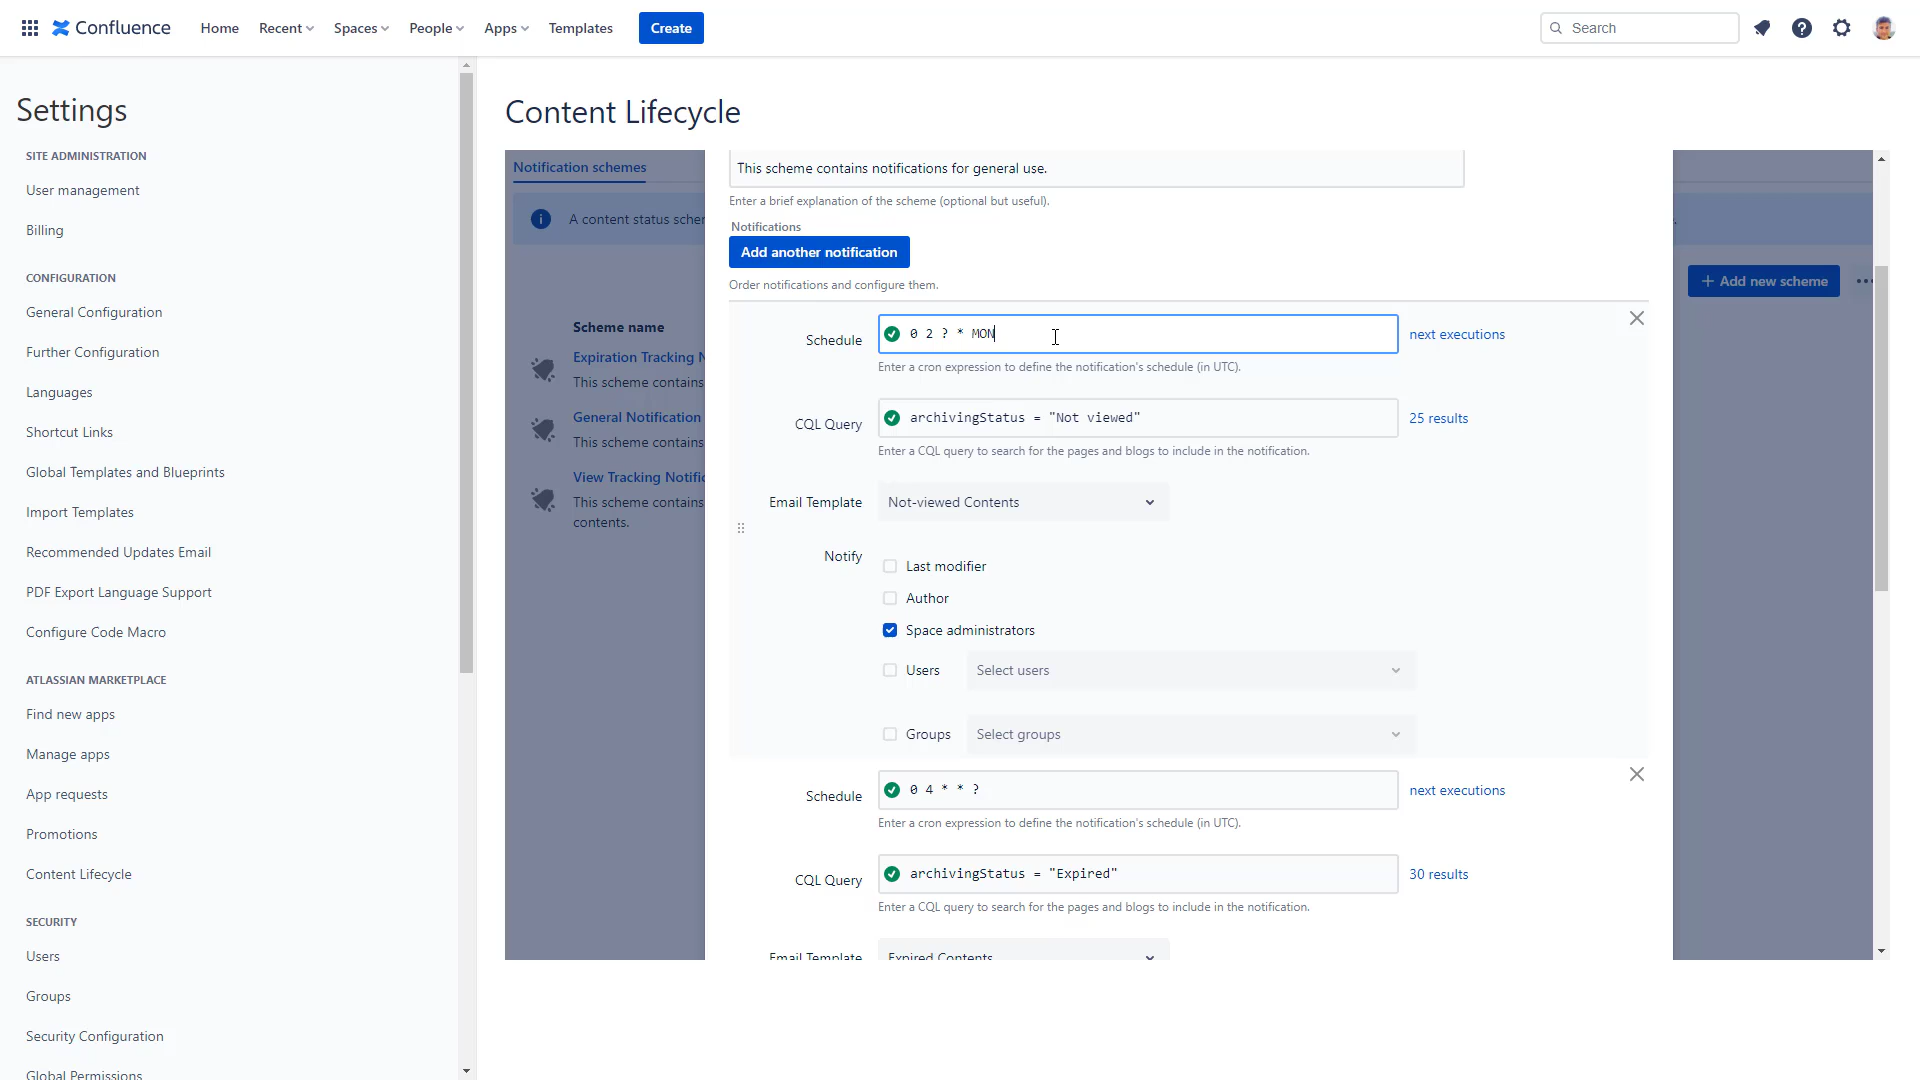 Confluence
Home
Recent
Spaces
People
Apps
Templates
Create
Search
Settings
SITE ADMINISTRATION
User management
Billing
CONFIGURATION
General Configuration
Further Configuration
Languages
Shortcut Links
Global Templates and Blueprints
Import Templates
Recommended Updates Email
PDF Export Language Support
Configure Code Macro
ATLASSIAN MARKETPLACE
Find new apps
Manage apps
App requests
Promotions
Content Lifecycle
SECURITY
Users
Groups
Security Configuration
Global Permissions
Content Lifecycle
Notification schemes
A content status scher
Add new scheme
Scheme name
Expiration Tracking N
This scheme contains
General Notification
This scheme contains
View Tracking Notific
This scheme contains
contents.
This scheme contains notifications for general use.
Enter a brief explanation of the scheme (optional but useful).
Notifications
Add another notification
Order notifications and configure them.
Schedule
0 2 ? * MON
next executions
Enter a cron expression to define the notification's schedule (in UTC).
CQL Query
archivingStatus = "Not viewed"
25 results
Enter a CQL query to search for the pages and blogs to include in the notification.
Email Template
Not-viewed Contents
Notify
Last modifier
Author
Space administrators
Users
Select users
Groups
Select groups
Schedule
0 4 * * ?
next executions
Enter a cron expression to define the notification's schedule (in UTC).
CQL Query
archivingStatus = "Expired"
30 results
Enter a CQL query to search for the pages and blogs to include in the notification.
Email Template
Expired Contents